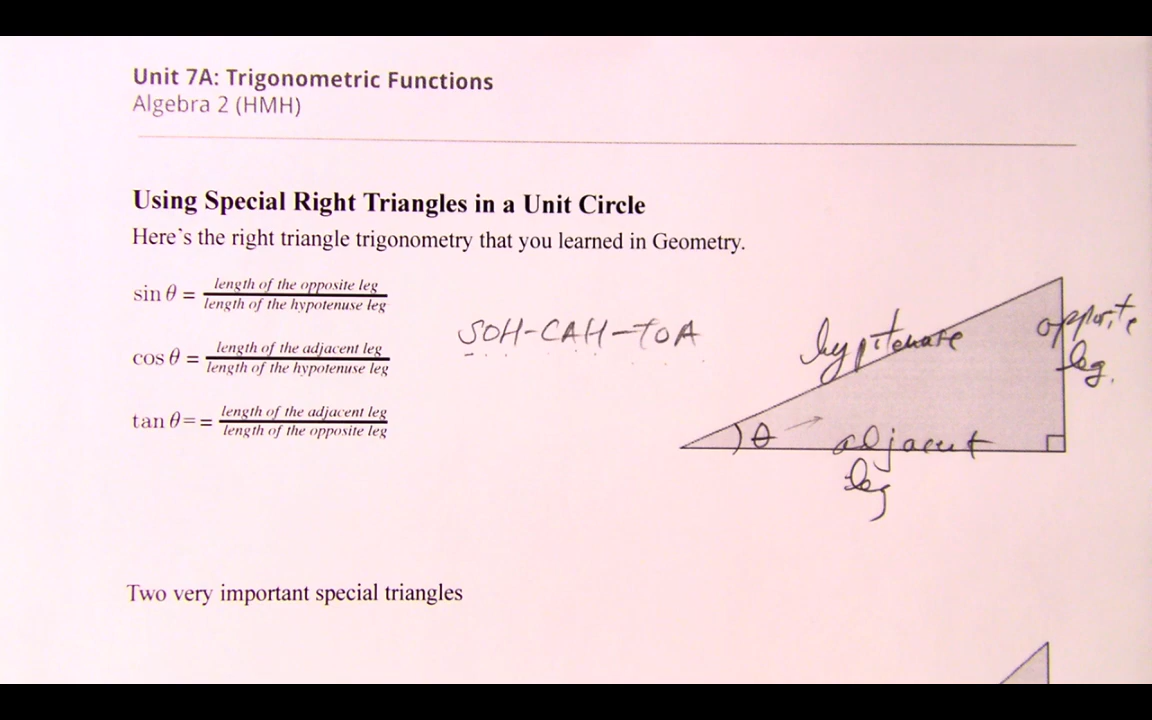 Unit 7A: Trigonometric Functions
Algebra 2 (HMH)
Using Special Right Triangles in a Unit Circle
Here`s the right triangle trigonometry that you learned in Geometry.
sin θ = length of the opposite leg / length of the hypotenuse leg
SOH-CAH-TOA
cos θ = length of the adjacent leg / length of the hypotenuse leg
tan θ= = length of the adjacent leg / length of the opposite leg
hypitenuse
opposite
leg.
θ
adjacent
leg
Two very important special triangles